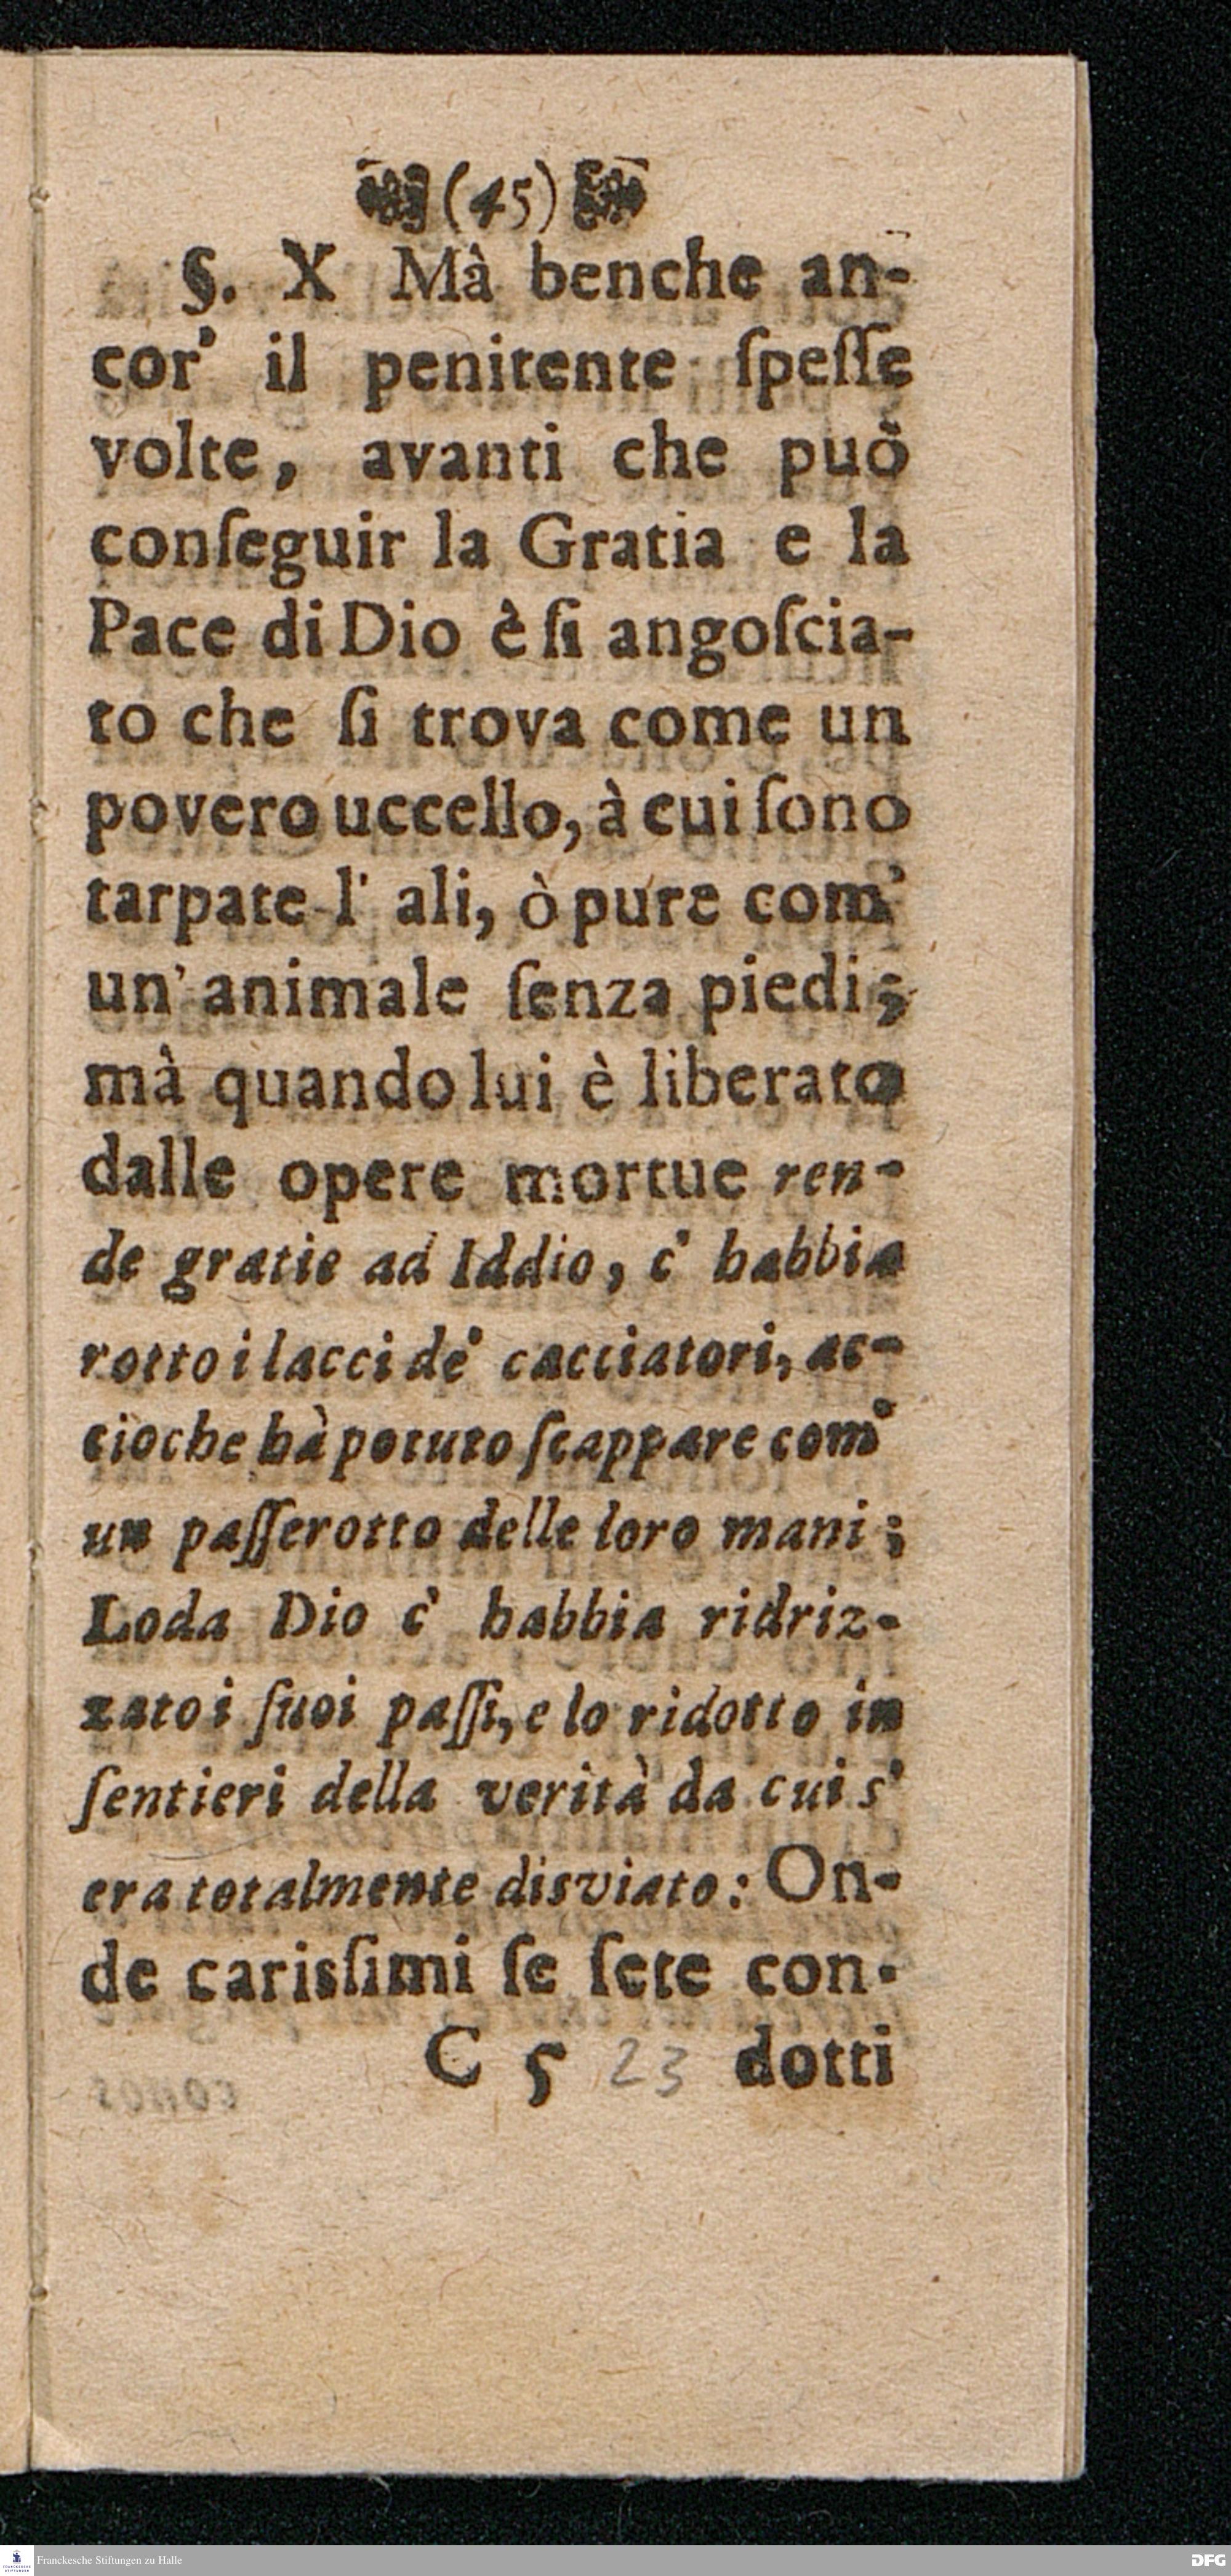 (45)
§. X Mà benche an-
cor' il penitente ſpeſſe
volte, avanti che può
conſeguir la Gratia e la
Pace di Dio è ſi angoſcia-
to che ſi trova come un
povero uccello, à cui ſono
tarpate l' ali, ò pure com'
un' animale ſenza piedi;
mà quando lui è liberato
dalle opere mortue ren-
de gratie ad Iddio, c' habbia
rotto i lacci de' cacciatori, ac-
cioche hà potuto ſcappare com'
un paſſerotto delle loro mani;
Loda Dio c' habbia ridriz-
zato i ſuoi paſſi, e lo ridotto in
ſentieri della verità da cui s'
era totalmente disviato: On-
de carisſimi ſe ſete con-
C 5 23 dotti
Franckesche Stiftungen zu Halle
DFG